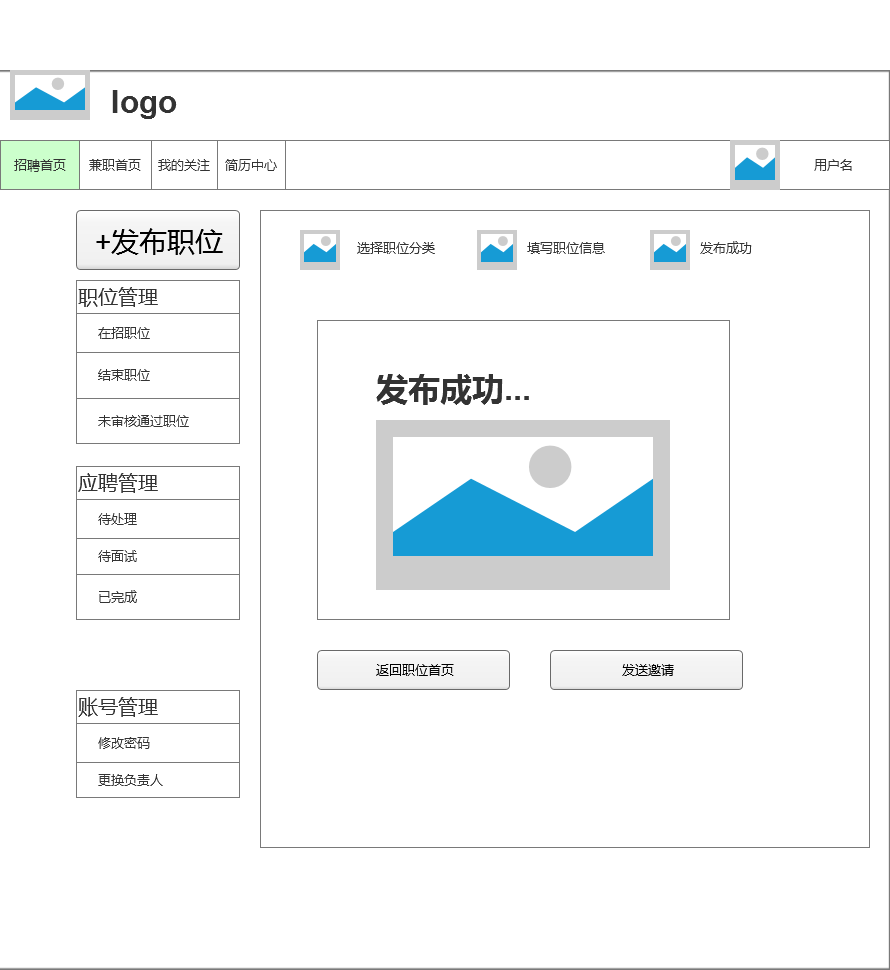 logo
招聘首页
兼职首页
我的关注
简历中心
用户名
+发布职位
职位管理
在招职位
结束职位
未审核通过职位
应聘管理
待处理
待面试
已完成
账号管理
修改密码
更换负责人
选择职位分类
填写职位信息
发布成功
发布成功...
返回职位首页
发送邀请